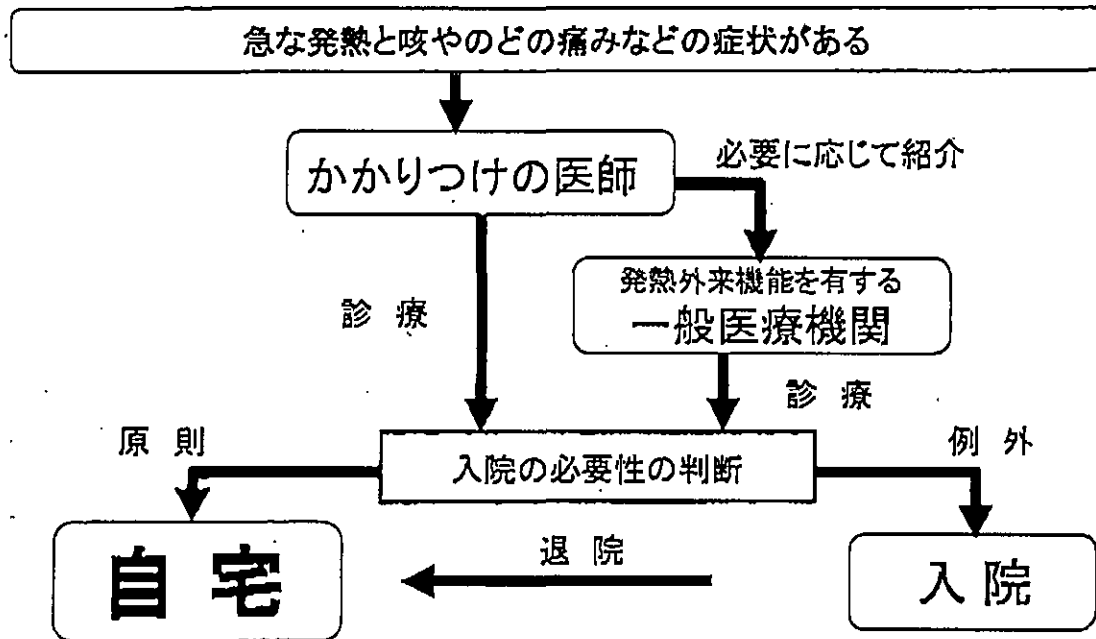 急な発熱と咳やのどの痛みなどの症状がある
かかりつけの医師
必要に応じて紹介
発熱外来機能を有する
一般医療機関
診療
診療
原則
入院の必要性の判断
例外
自宅
退院
入院